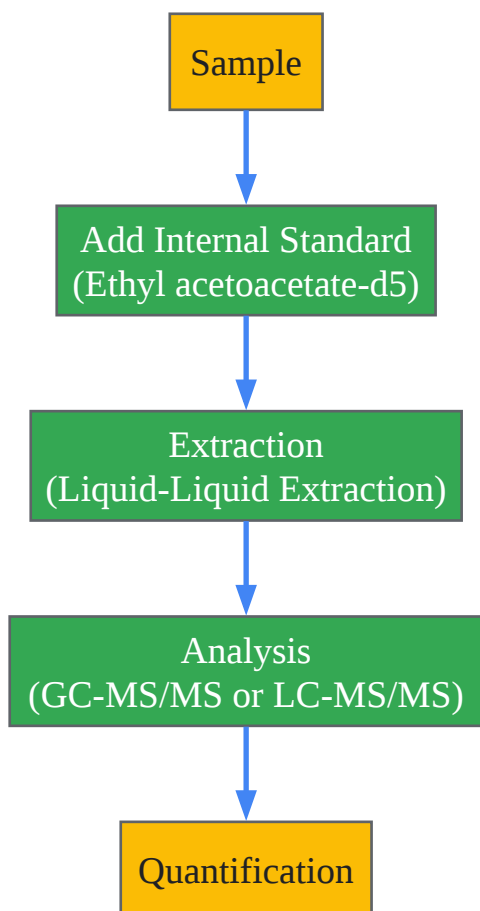 Sample
Add Internal Standard
(Ethyl acetoacetate-d5)
Extraction
(Liquid-Liquid Extraction)
Analysis
(GC-MS/MS or LC-MS/MS)
Quantification